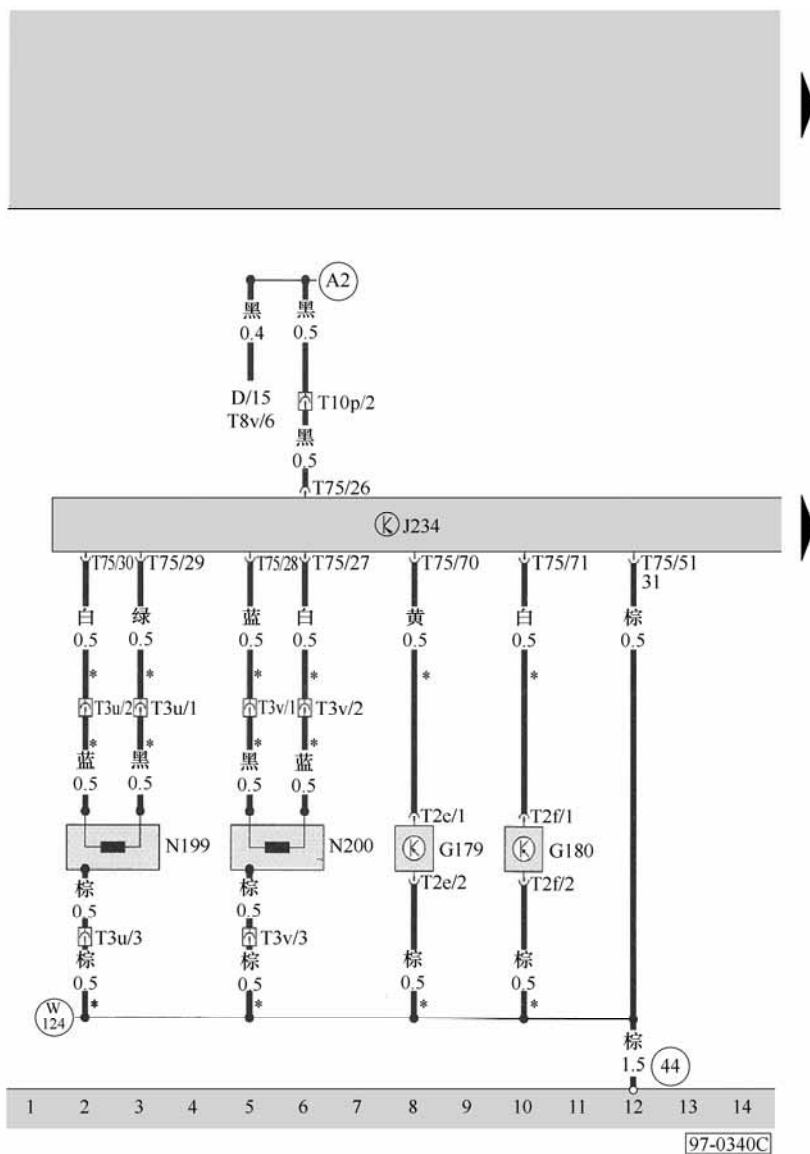 A2
黑 黑
0.4 0.5
D/15 T10p/2
T8v/6
黑
0.5
T75/26
J234
T75/30 T75/29 T75/28 T75/27 T75/70 T75/71 T75/51
31
白 绿 蓝 白 黄 白 棕
0.5 0.5 0.5 0.5 0.5 0.5 0.5
* * * * * *
T3u/2 T3u/1 T3v/1 T3v/2
* * * *
蓝 黑 黑 蓝
0.5 0.5 0.5 0.5
T2e/1 T2f/1
N199 N200 G179 G180
T2e/2 T2f/2
棕 棕
0.5 0.5
T3u/3 T3v/3
棕 棕 棕 棕
0.5 0.5 0.5 0.5
* * * *
W
124
棕
1.5 44
1 2 3 4 5 6 7 8 9 10 11 12 13 14
97-0340C